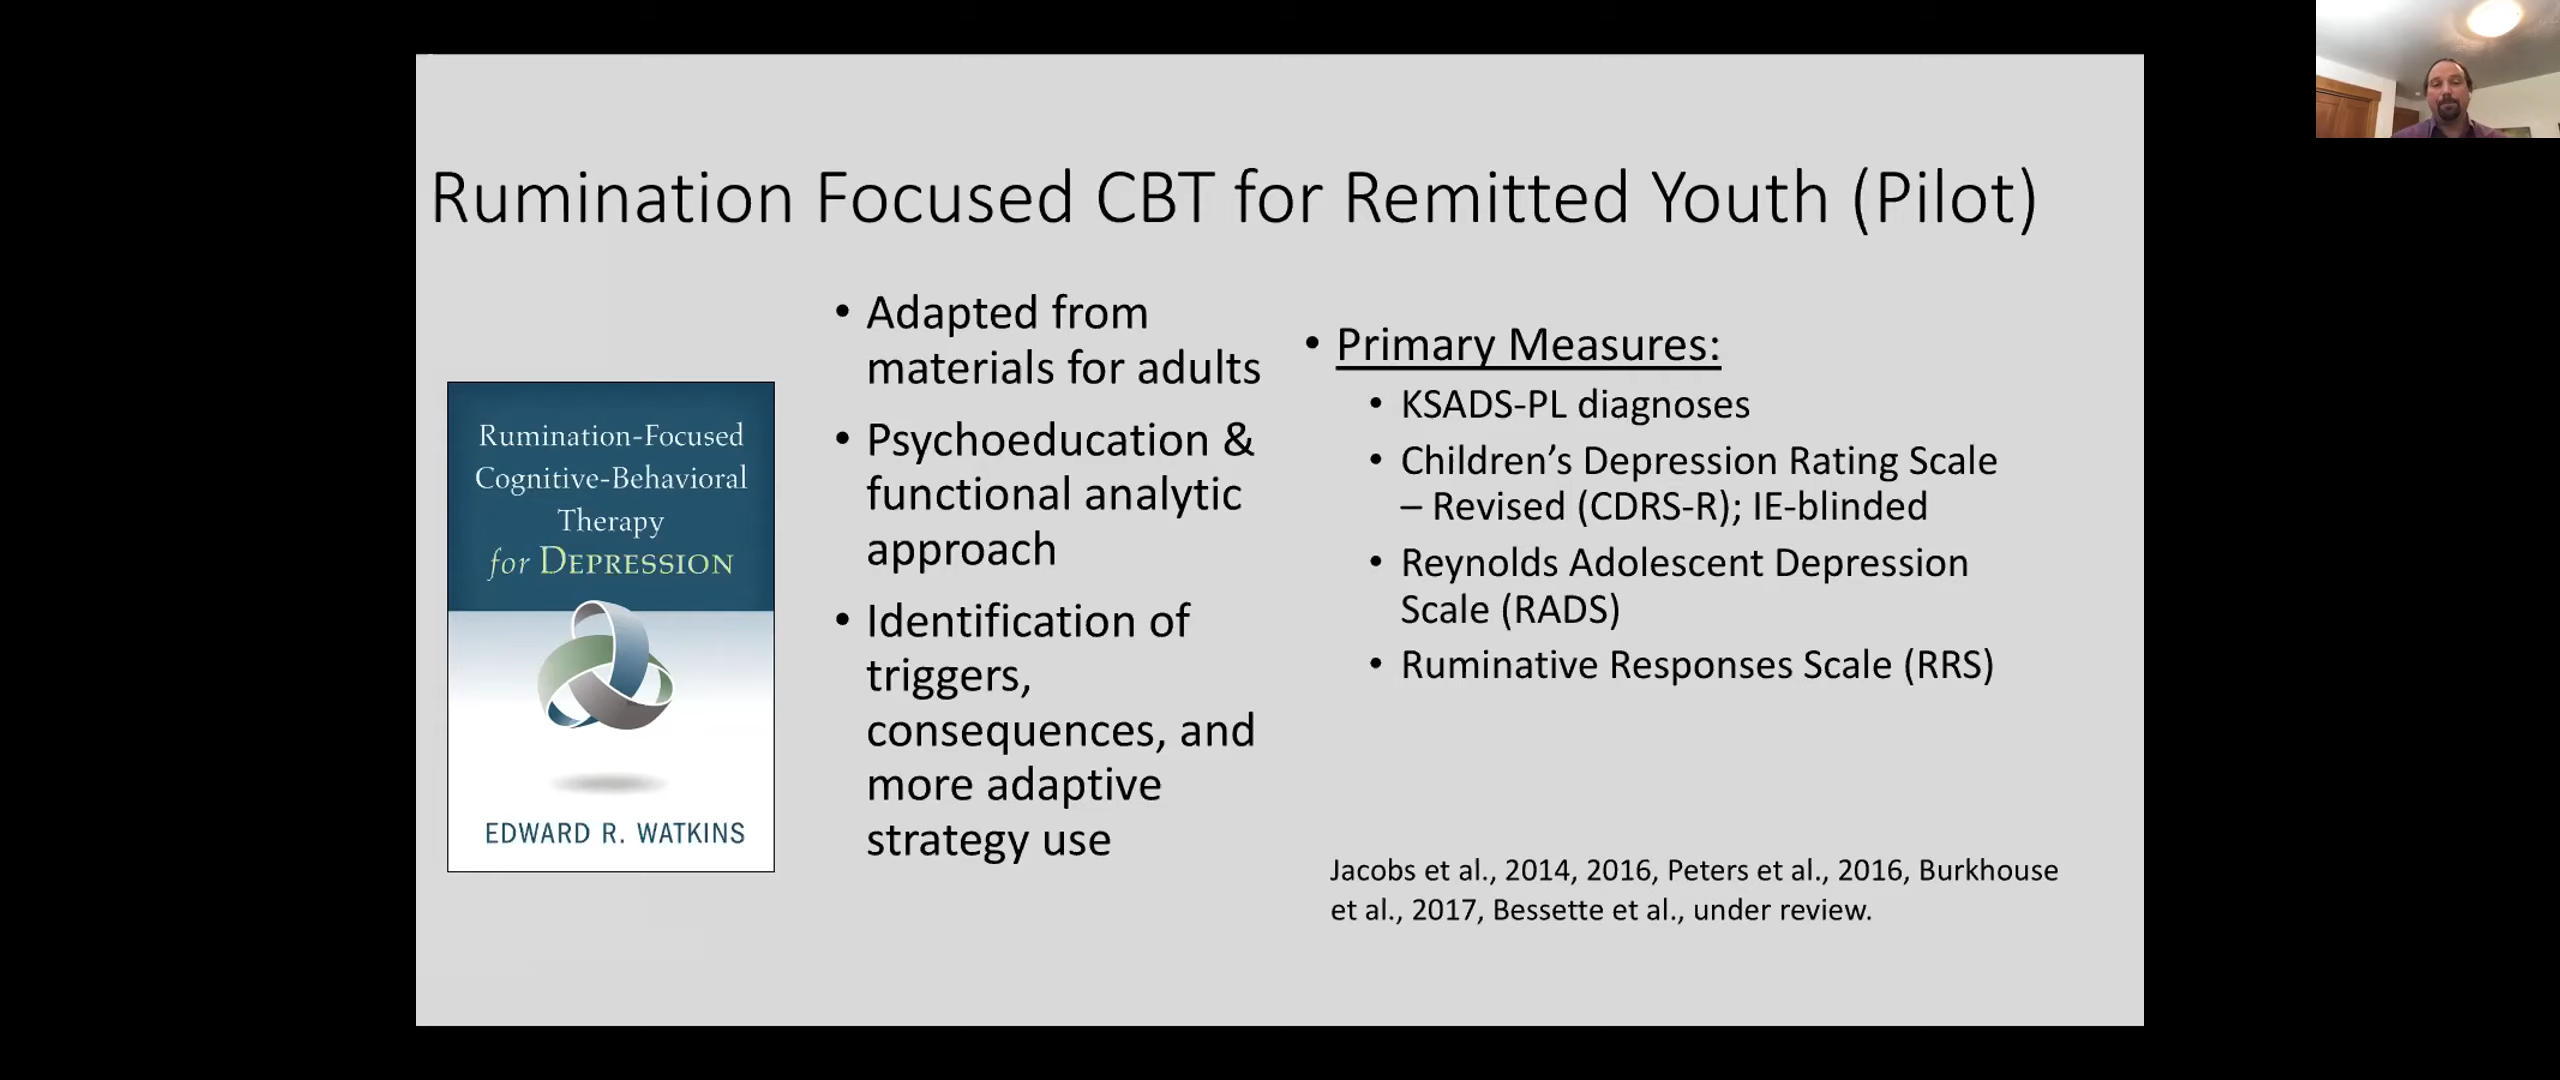 Rumination Focused CBT for Remitted Youth (Pilot)
Rumination-Focused
Cognitive-Behavioral
Therapy
for DEPRESSION
EDWARD R. WATKINS
• Adapted from
materials for adults
• Psychoeducation &
functional analytic
approach
• Identification of
triggers,
consequences, and
more adaptive
strategy use
• Primary Measures:
• KSADS-PL diagnoses
• Children’s Depression Rating Scale
– Revised (CDRS-R); IE-blinded
• Reynolds Adolescent Depression
Scale (RADS)
• Ruminative Responses Scale (RRS)
Jacobs et al., 2014, 2016, Peters et al., 2016, Burkhouse
et al., 2017, Bessette et al., under review.